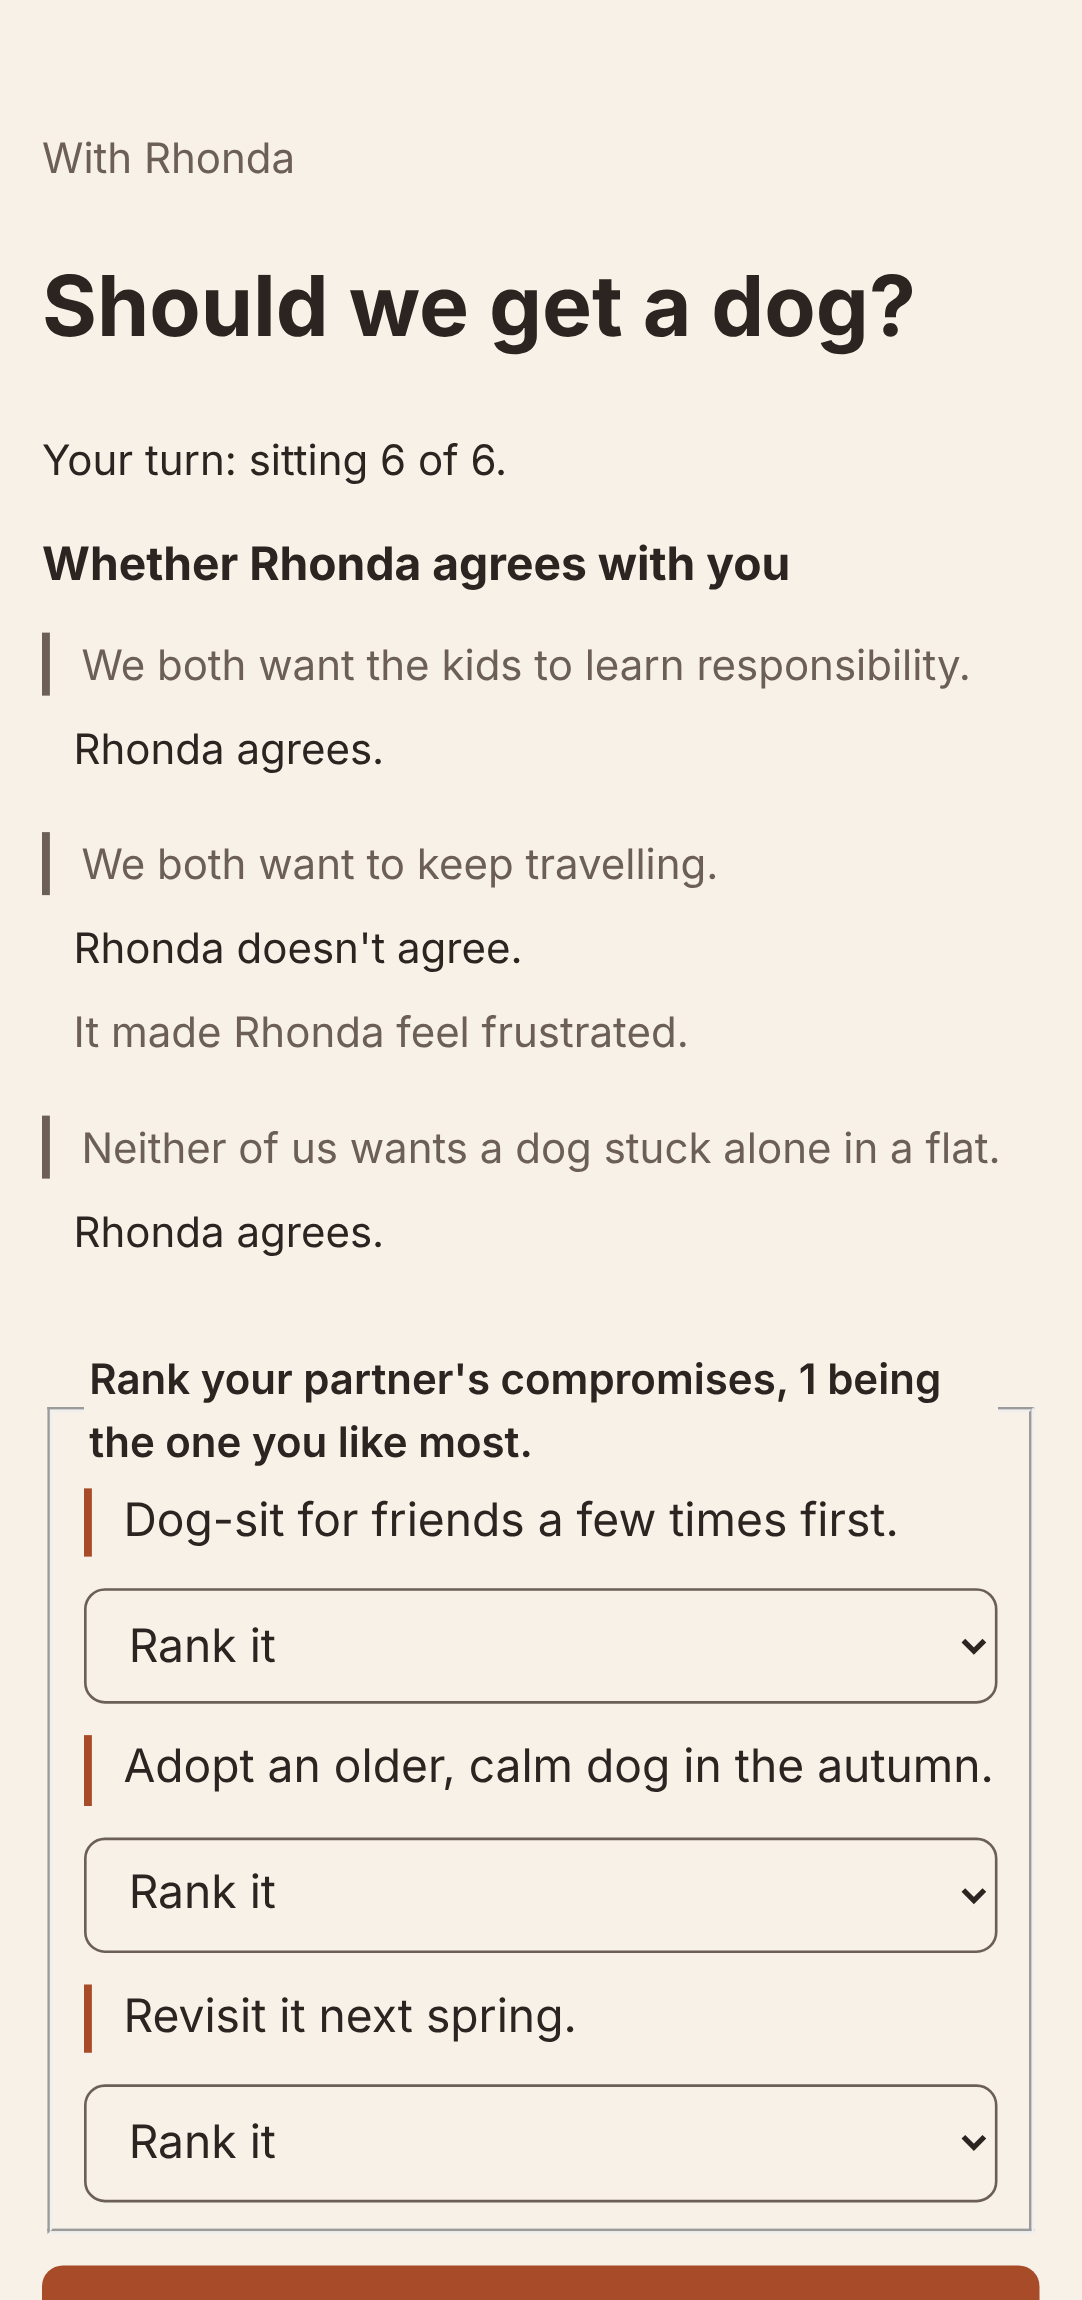 With Rhonda
Should we get a dog?
Your turn: sitting 6 of 6.
Whether Rhonda agrees with you
We both want the kids to learn responsibility.
Rhonda agrees.
We both want to keep travelling.
Rhonda doesn't agree.
It made Rhonda feel frustrated.
Neither of us wants a dog stuck alone in a flat.
Rhonda agrees.
Rank your partner's compromises, 1 being
the one you like most.
Dog-sit for friends a few times first.
Rank it
Adopt an older, calm dog in the autumn.
Rank it
Revisit it next spring.
Rank it